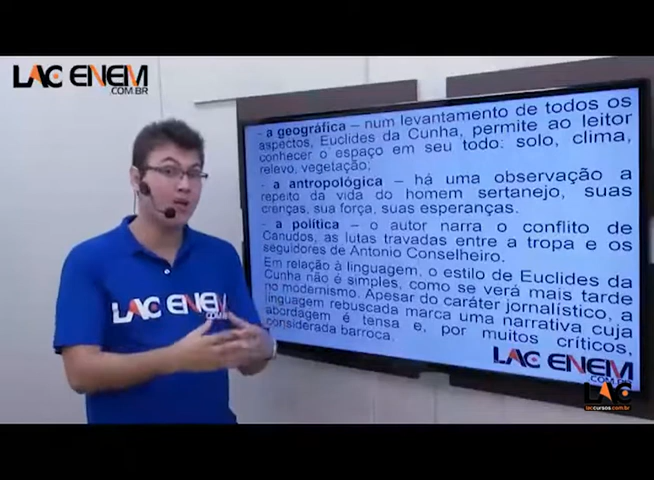 LAC ENEM
.COM.BR
- a geográfica – num levantamento de todos os
aspectos, Euclides da Cunha, permite ao leitor
conhecer o espaço em seu todo: solo, clima,
relevo, vegetação;
- a antropológica – há uma observação a
respeito da vida do homem sertanejo, suas
crenças, sua força, suas esperanças.
- a política – o autor narra o conflito de
Canudos, as lutas travadas entre a tropa e os
seguidores de Antonio Conselheiro.
Em relação à linguagem, o estilo de Euclides da
Cunha não é simples, como se verá mais tarde
no modernismo. Apesar do caráter jornalístico, a
linguagem rebuscada marca uma narrativa cuja
abordagem é tensa e, por muitos críticos,
considerada barroca.
LAC ENEM
LAC ENEM
.COM.BR
LAC
laccursos.com.br